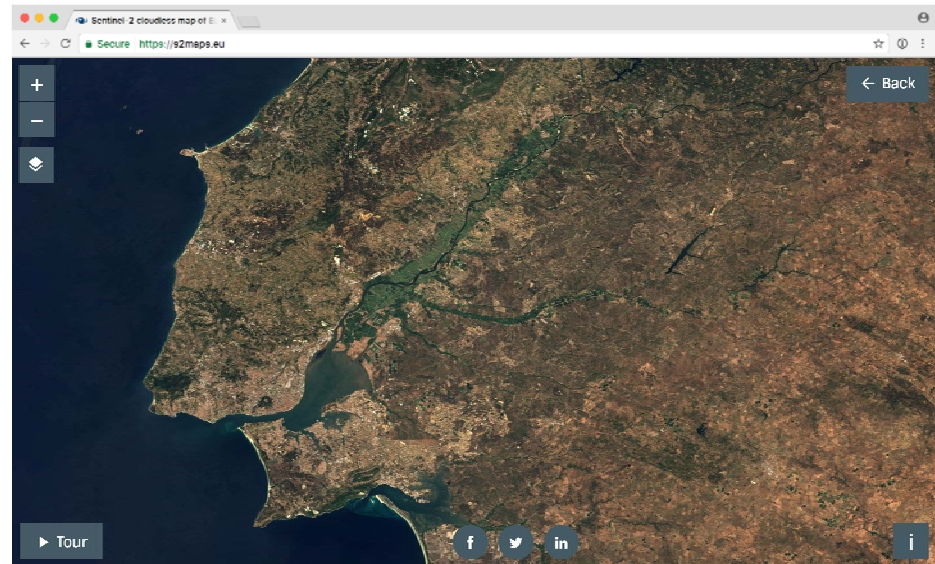 Sentinel-2 cloudless map of E
Secure https://s2maps.eu
+
← Back
−
Tour
f
in
i